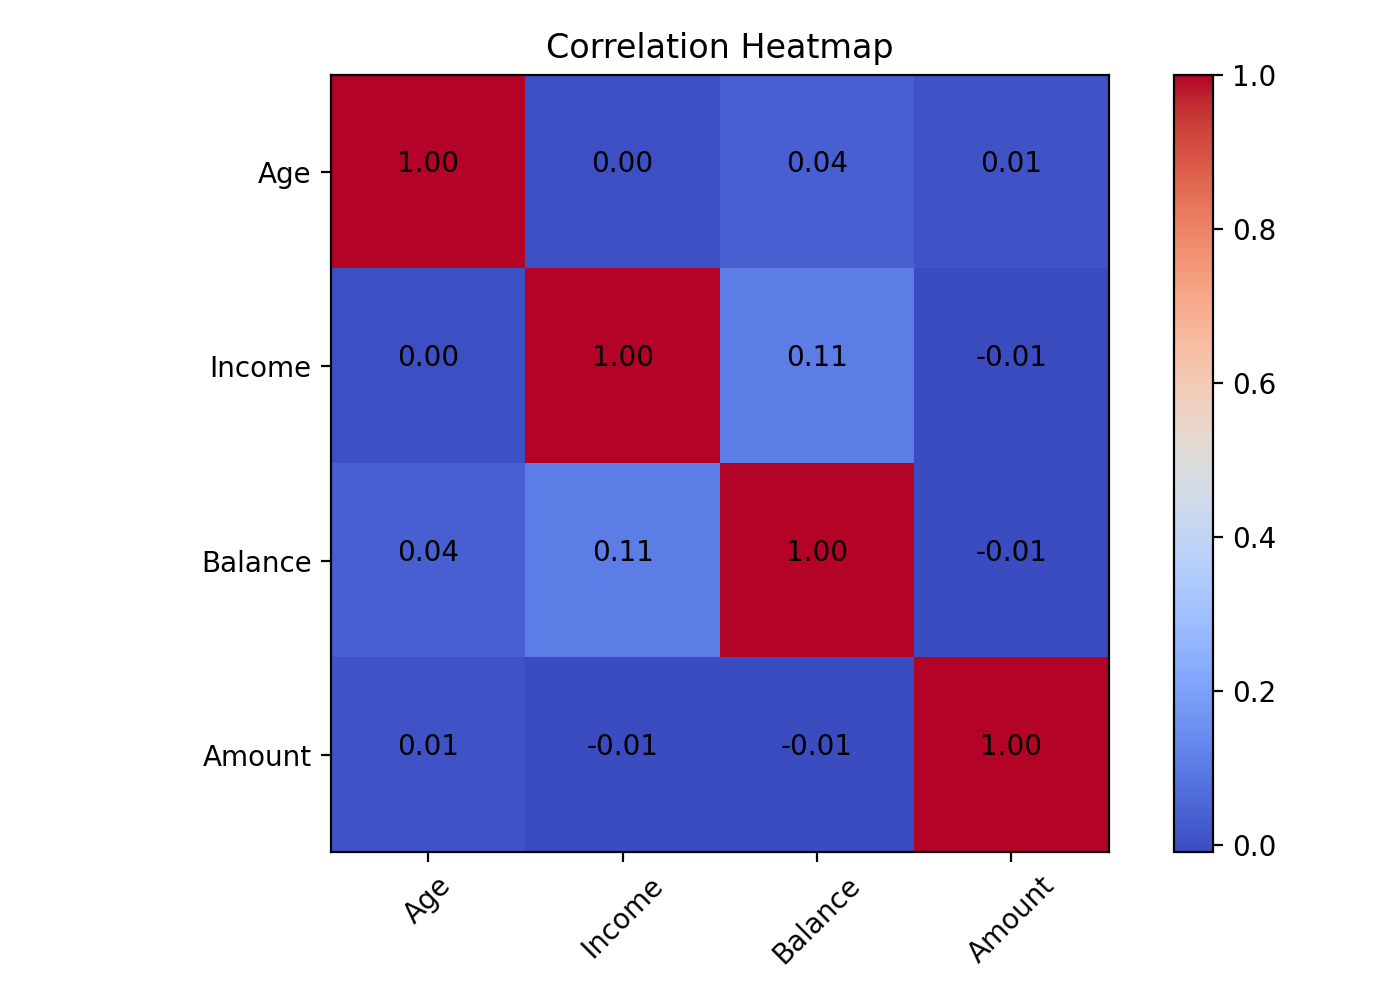 Correlation Heatmap
Age 1.00 0.00 0.04 0.01
Income 0.00 1.00 0.11 -0.01
Balance 0.04 0.11 1.00 -0.01
Amount 0.01 -0.01 -0.01 1.00
Age Income Balance Amount
1.0
0.8
0.6
0.4
0.2
0.0